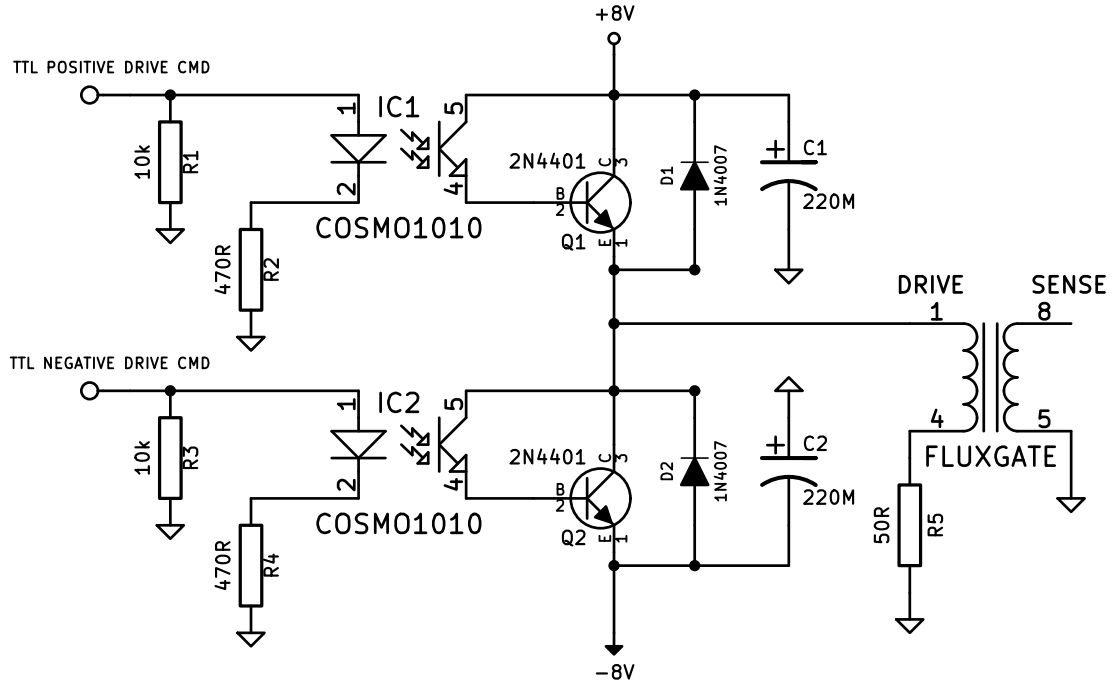 +8V
TTL POSITIVE DRIVE CMD
10k
R1
1
2
IC1
5
4
COSMO1010
470R
R2
2N4401
C
3
B
2
Q1
E
1
D1
1N4007
C1
220M
DRIVE
SENSE
1
8
4
5
FLUXGATE
50R
R5
TTL NEGATIVE DRIVE CMD
10k
R3
1
2
IC2
5
4
COSMO1010
470R
R4
2N4401
C
3
B
2
Q2
E
1
D2
1N4007
C2
220M
-8V